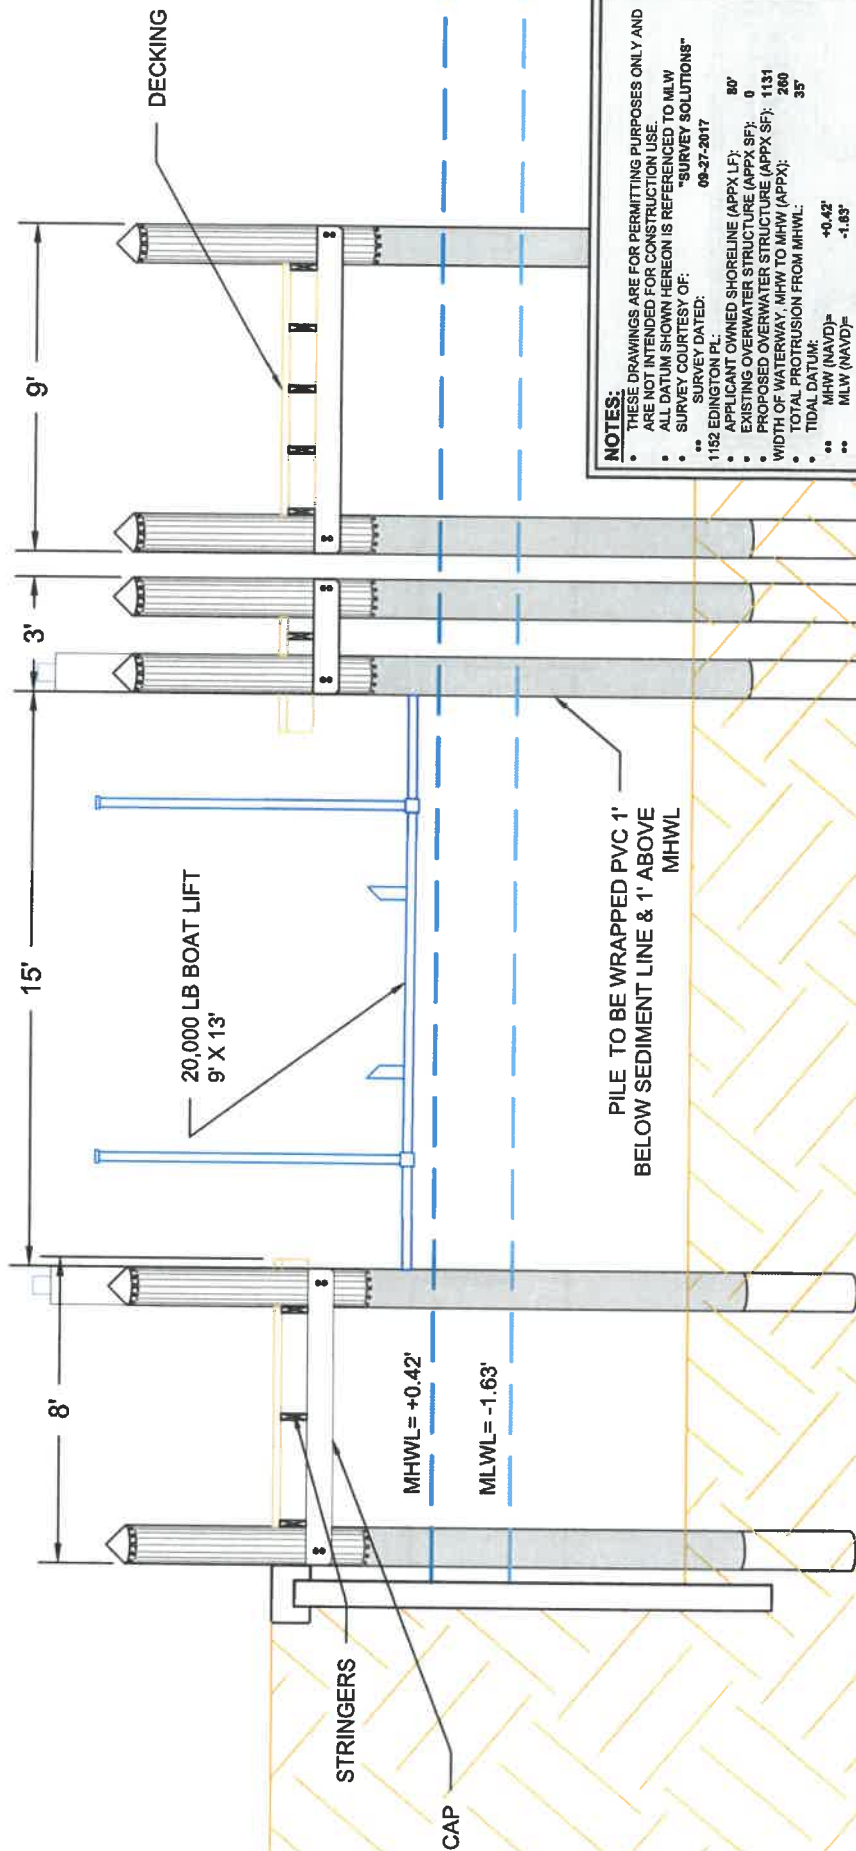 8'
15'
3'
9'
DECKING
20,000 LB BOAT LIFT
9' X 13'
MHWL= +0.42'
MLWL= -1.63'
STRINGERS
CAP
PILE TO BE WRAPPED PVC 1'
BELOW SEDIMENT LINE & 1' ABOVE
MHWL
NOTES:
• THESE DRAWINGS ARE FOR PERMITTING PURPOSES ONLY AND
ARE NOT INTENDED FOR CONSTRUCTION USE.
• ALL DATUM SHOWN HEREON IS REFERENCED TO MLW
• SURVEY COURTESY OF: "SURVEY SOLUTIONS"
•• SURVEY DATED: 09-27-2017
1152 EDINGTON PL:
• APPLICANT OWNED SHORELINE (APPX LF): 80'
• EXISTING OVERWATER STRUCTURE (APPX SF): 0
• PROPOSED OVERWATER STRUCTURE (APPX SF): 1131
WIDTH OF WATERWAY, MHW TO MHW (APPX): 260
• TOTAL PROTRUSION FROM MHWL: 35'
• TIDAL DATUM:
•• MHW (NAVD)= +0.42'
•• MLW (NAVD)= -1.63'